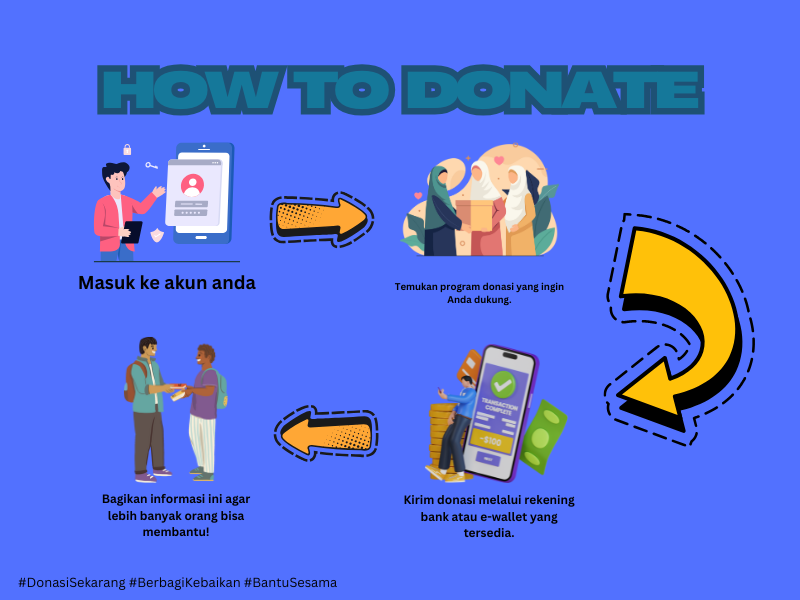 HOW TO DONATE
Masuk ke akun anda
Temukan program donasi yang ingin
Anda dukung.
TRANSACTION
COMPLETE
-$100
Kirim donasi melalui rekening
bank atau e-wallet yang
tersedia.
Bagikan informasi ini agar
lebih banyak orang bisa
membantu!
#DonasiSekarang #BerbagiKebaikan #BantuSesama